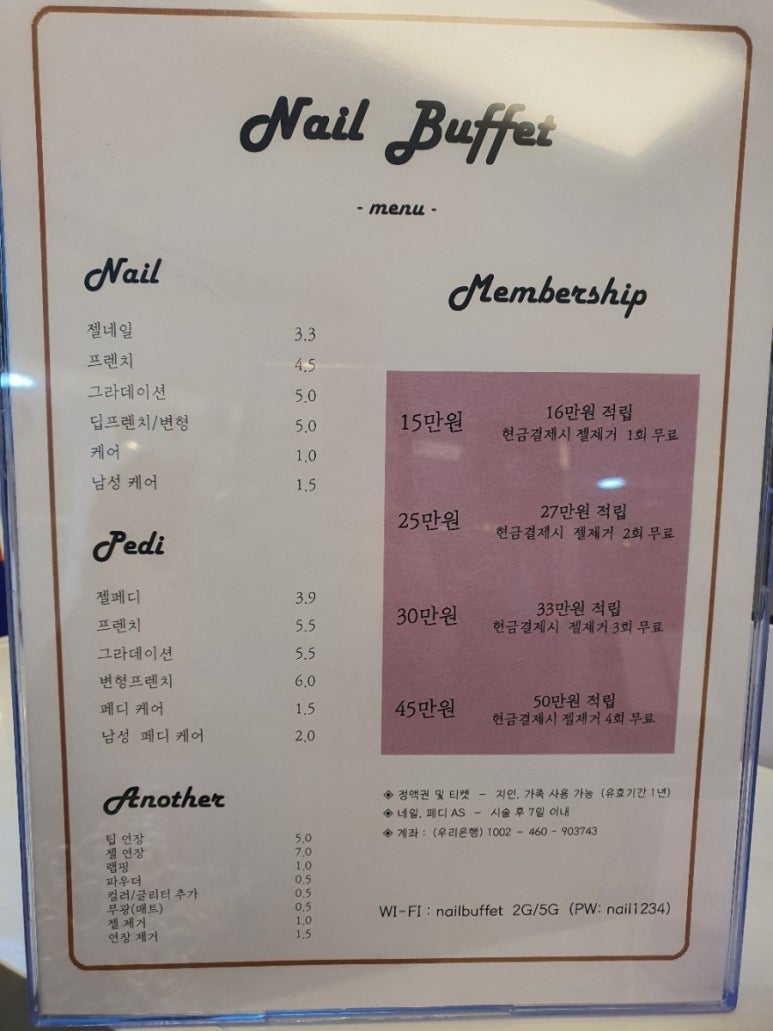 Nail Buffet
- menu -
Nail
젤네일 3.3
프렌치 4.5
그라데이션 5.0
딥프렌치/변형 5.0
케어 1.0
남성 케어 1.5
Pedi
젤페디 3.9
프렌치 5.5
그라데이션 5.5
변형프렌치 6.0
페디 케어 1.5
남성 페디 케어 2.0
Another
팁 연장 5.0
젤 연장 7.0
랩핑 1.0
파우더 0.5
컬러/글리터 추가 0.5
무광(매트) 0.5
젤 제거 1.0
연장 제거 1.5
Membership
15만원 16만원 적립
현금결제시 젤제거 1회 무료
25만원 27만원 적립
현금결제시 젤제거 2회 무료
30만원 33만원 적립
현금결제시 젤제거 3회 무료
45만원 50만원 적립
현금결제시 젤제거 4회 무료
◈ 정액권 및 티켓 - 지인, 가족 사용 가능 (유효기간 1년)
◈ 네일, 페디 AS - 시술 후 7일 이내
◈ 계좌 : (우리은행) 1002 - 460 - 903743
WI-FI : nailbuffet 2G/5G (PW: nail1234)